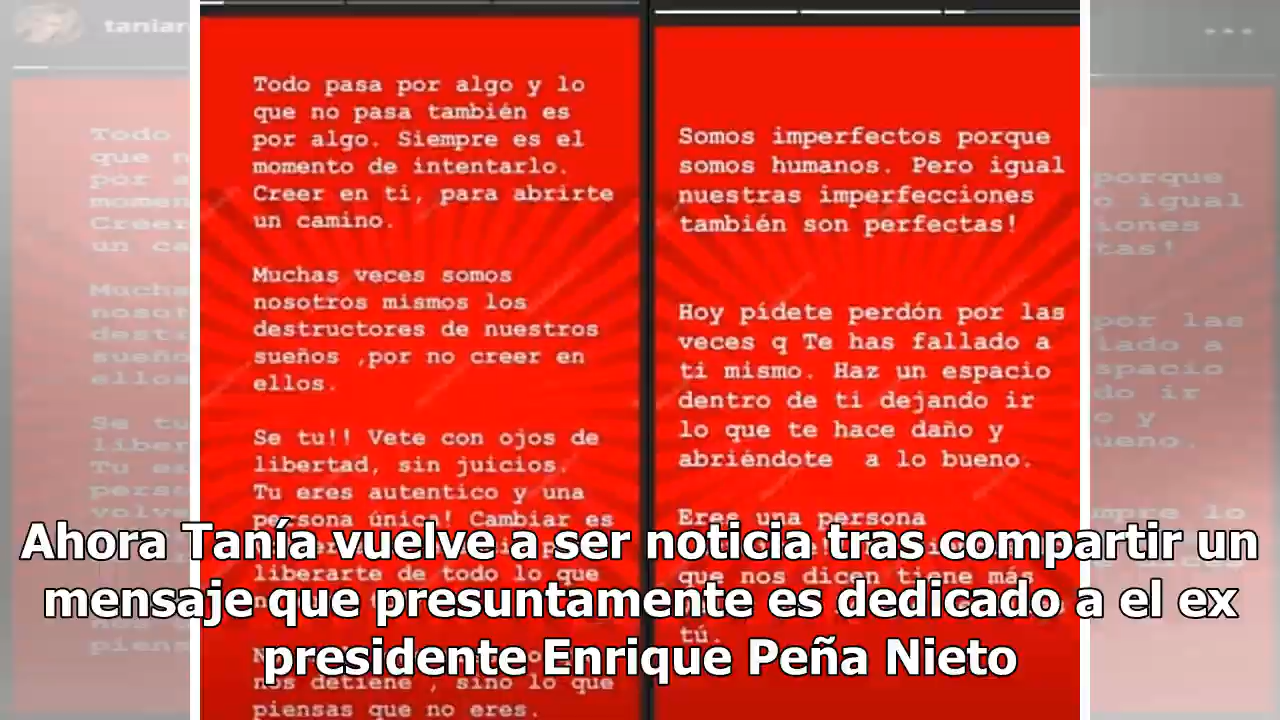 taniar
Todo pasa por algo y lo
que no pasa también es
por algo. Siempre es el
momento de intentarlo.
Creer en ti, para abrirte
un camino.
Muchas veces somos
nosotros mismos los
destructores de nuestros
sueños ,por no creer en
ellos.
Se tu!! Vete con ojos de
libertad, sin juicios.
Tu eres autentico y una
persona única! Cambiar es
liberarte de todo lo que
nos detiene , sino lo que
piensas que no eres.
Somos imperfectos porque
somos humanos. Pero igual
nuestras imperfecciones
también son perfectas!
Hoy pídete perdón por las
veces q Te has fallado a
ti mismo. Haz un espacio
dentro de ti dejando ir
lo que te hace daño y
abriéndote a lo bueno.
Eres una persona
que nos dicen tiene más
tú.
Ahora Tanía vuelve a ser noticia tras compartir un
mensaje que presuntamente es dedicado a el ex
presidente Enrique Peña Nieto